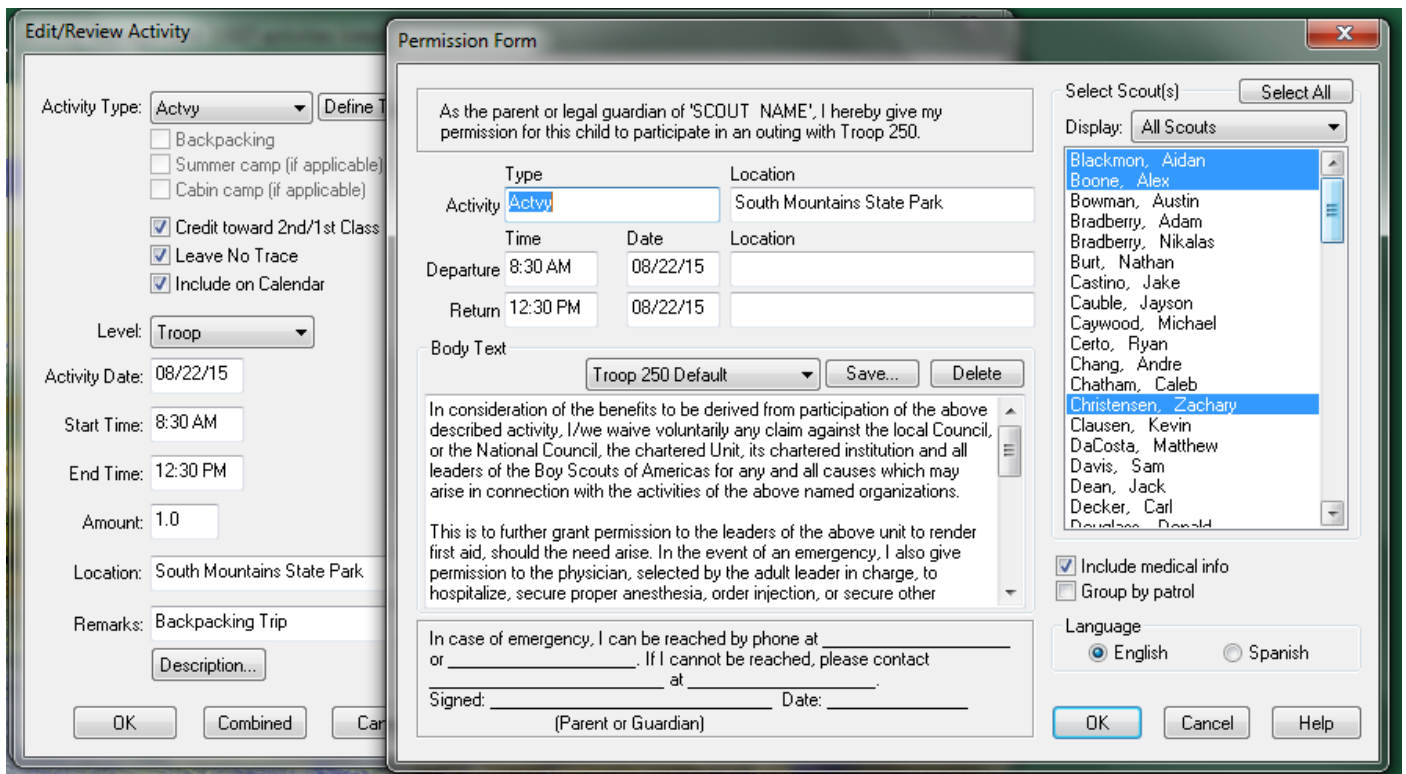 Edit/Review Activity
Activity Type: Actvy Define T
Backpacking
Summer camp (if applicable)
Cabin camp (if applicable)
Credit toward 2nd/1st Class
Leave No Trace
Include on Calendar
Level: Troop
Activity Date: 08/22/15
Start Time: 8:30 AM
End Time: 12:30 PM
Amount: 1.0
Location: South Mountains State Park
Remarks: Backpacking Trip
Description...
OK Combined Can
Permission Form
As the parent or legal guardian of 'SCOUT NAME', I hereby give my
permission for this child to participate in an outing with Troop 250.
Type Location
Activity Actvy South Mountains State Park
Time Date Location
Departure 8:30 AM 08/22/15
Return 12:30 PM 08/22/15
Body Text
Troop 250 Default Save... Delete
In consideration of the benefits to be derived from participation of the above
described activity, I/we waive voluntarily any claim against the local Council,
or the National Council, the chartered Unit, its chartered institution and all
leaders of the Boy Scouts of Americas for any and all causes which may
arise in connection with the activities of the above named organizations.
This is to further grant permission to the leaders of the above unit to render
first aid, should the need arise. In the event of an emergency, I also give
permission to the physician, selected by the adult leader in charge, to
hospitalize, secure proper anesthesia, order injection, or secure other
In case of emergency, I can be reached by phone at ____________________
or ____________________. If I cannot be reached, please contact
_________________________ at ____________________.
Signed: ______________________________ Date: _______________
(Parent or Guardian)
Select Scout(s) Select All
Display: All Scouts
Blackmon, Aidan
Boone, Alex
Bowman, Austin
Bradberry, Adam
Bradberry, Nikalas
Burt, Nathan
Castino, Jake
Cauble, Jayson
Caywood, Michael
Certo, Ryan
Chang, Andre
Chatham, Caleb
Christensen, Zachary
Clausen, Kevin
DaCosta, Matthew
Davis, Sam
Dean, Jack
Decker, Carl
Douglass, Donald
Include medical info
Group by patrol
Language
English Spanish
OK Cancel Help